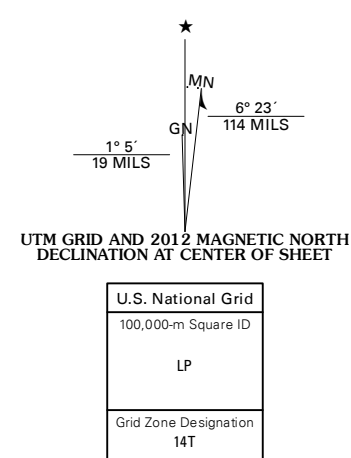 ★
MN
6° 23´
114 MILS
GN
1° 5´
19 MILS
UTM GRID AND 2012 MAGNETIC NORTH
DECLINATION AT CENTER OF SHEET
U.S. National Grid
100,000-m Square ID
LP
Grid Zone Designation
14T